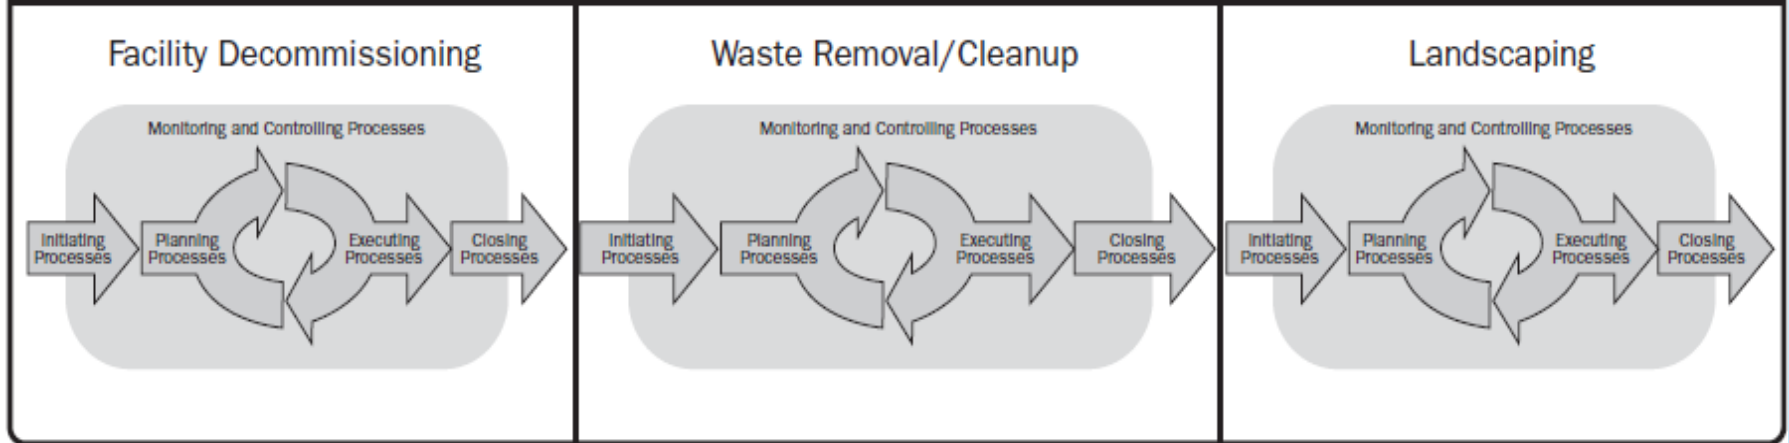 Facility Decommissioning
Monitoring and Controlling Processes
Initiating
Processes
Planning
Processes
Executing
Processes
Closing
Processes
Waste Removal/Cleanup
Monitoring and Controlling Processes
Initiating
Processes
Planning
Processes
Executing
Processes
Closing
Processes
Landscaping
Monitoring and Controlling Processes
Initiating
Processes
Planning
Processes
Executing
Processes
Closing
Processes